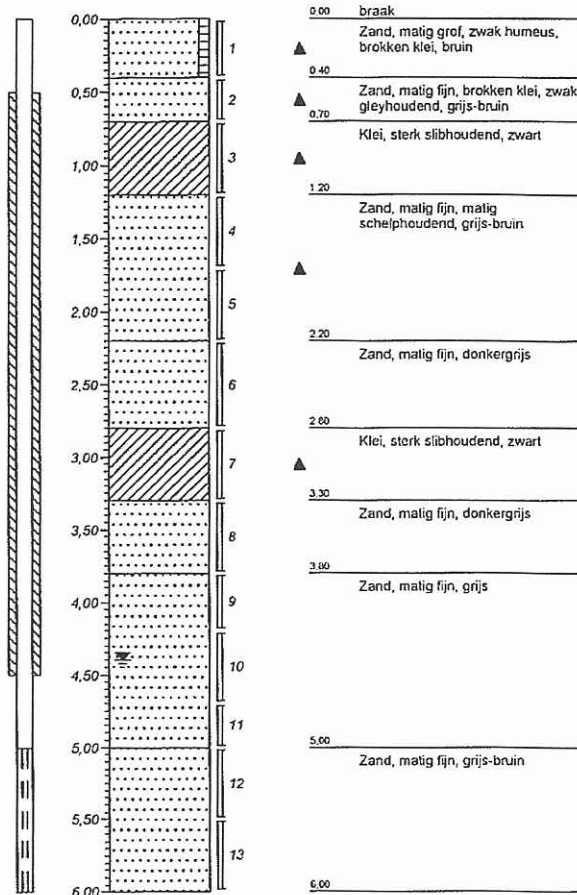 0,00
0,50
1,00
1,50
2,00
2,50
3,00
3,50
4,00
4,50
5,00
5,50
6,00
1
2
3
4
5
6
7
8
9
10
11
12
13
0.00 braak
Zand, matig grof, zwak humeus,
brokken klei, bruin
0.40
Zand, matig fijn, brokken klei, zwak
gleyhoudend, grijs-bruin
0.70
Klei, sterk slibhoudend, zwart
1.20
Zand, matig fijn, matig
schelphoudend, grijs-bruin
2.20
Zand, matig fijn, donkergrijs
2.80
Klei, sterk slibhoudend, zwart
3.30
Zand, matig fijn, donkergrijs
3.80
Zand, matig fijn, grijs
5.00
Zand, matig fijn, grijs-bruin
6.00